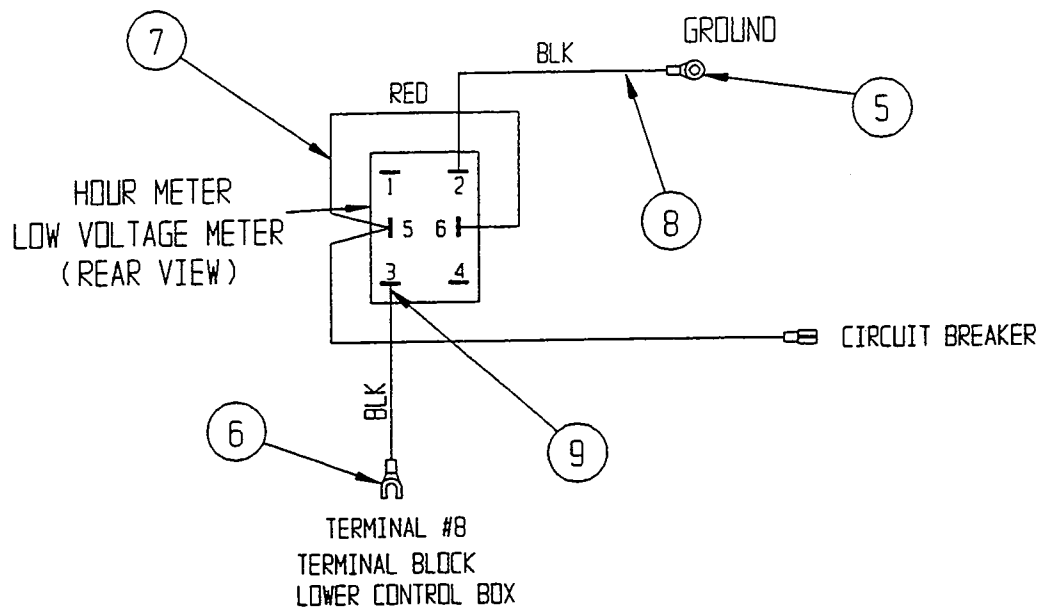 7
GROUND
BLK
RED
5
1
2
HOUR METER
LOW VOLTAGE METER
(REAR VIEW)
5
6
8
3
4
CIRCUIT BREAKER
BLK
6
9
TERMINAL #8
TERMINAL BLOCK
LOWER CONTROL BOX